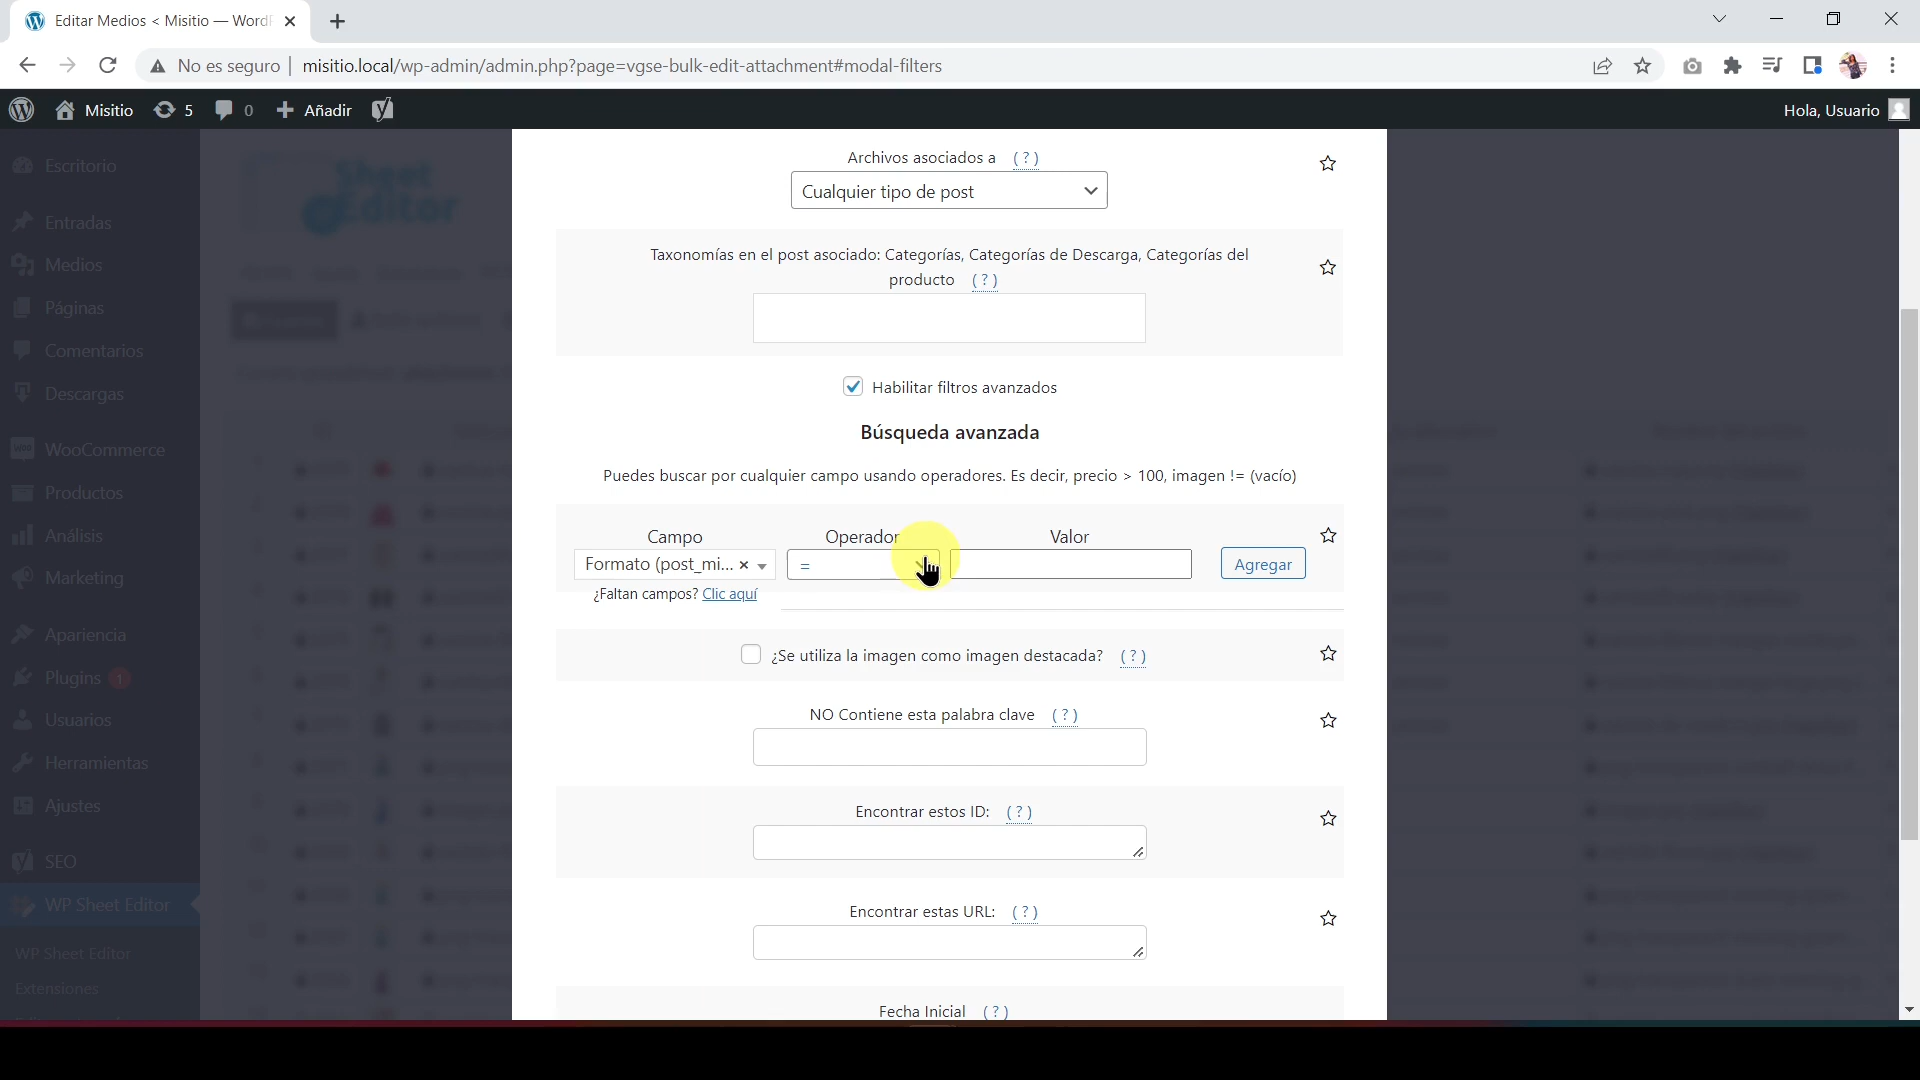 Editar Medios < Misitio — WordP
No es seguro
misitio.local/wp-admin/admin.php?page=vgse-bulk-edit-attachment#modal-filters
Misitio
5
0
Añadir
Hola, Usuario
Escritorio
Entradas
Medios
Páginas
Comentarios
Descargas
WooCommerce
Productos
Análisis
Marketing
Apariencia
Plugins 1
Usuarios
Herramientas
Ajustes
SEO
WP Sheet Editor
WP Sheet Editor
Extensiones
Sheet
Editor
Archivos asociados a (?)
Cualquier tipo de post
Taxonomías en el post asociado: Categorías, Categorías de Descarga, Categorías del
producto (?)
Habilitar filtros avanzados
Búsqueda avanzada
Puedes buscar por cualquier campo usando operadores. Es decir, precio > 100, imagen != (vacío)
Campo Operador Valor
Formato (post_mi... × = Agregar
¿Faltan campos? Clic aquí
¿Se utiliza la imagen como imagen destacada? (?)
NO Contiene esta palabra clave (?)
Encontrar estos ID: (?)
Encontrar estas URL: (?)
Fecha Inicial (?)